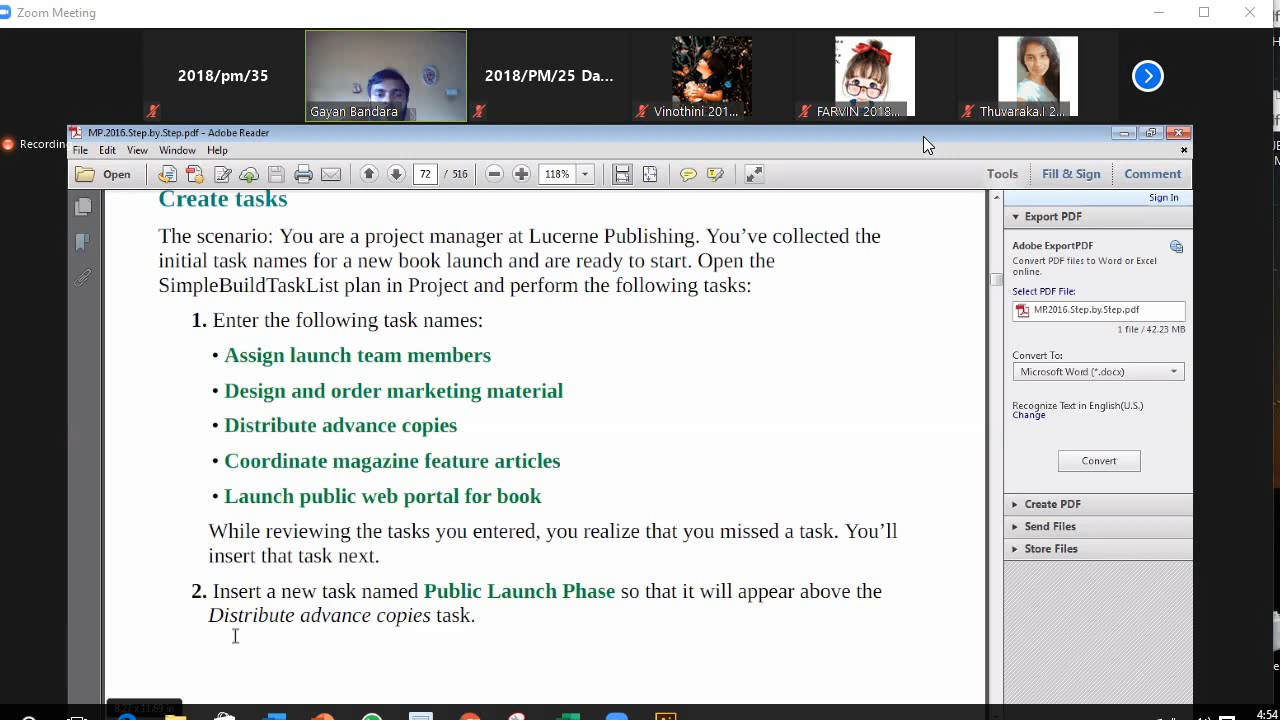 Zoom Meeting
2018/pm/35
Gayan Bandara
2018/PM/25 Da...
Vinothini 201...
FARVIN 2018...
Thuvaraka.I 2...
Recording
MP.2016.Step.by.Step.pdf - Adobe Reader
File Edit View Window Help
Open 72 / 516 118% Tools Fill & Sign Comment
Sign In
Create tasks
The scenario: You are a project manager at Lucerne Publishing. You’ve collected the
initial task names for a new book launch and are ready to start. Open the
SimpleBuildTaskList plan in Project and perform the following tasks:
1. Enter the following task names:
• Assign launch team members
• Design and order marketing material
• Distribute advance copies
• Coordinate magazine feature articles
• Launch public web portal for book
While reviewing the tasks you entered, you realize that you missed a task. You’ll
insert that task next.
2. Insert a new task named Public Launch Phase so that it will appear above the
Distribute advance copies task.
8.27 x 11.69 in
Export PDF
Adobe ExportPDF
Convert PDF files to Word or Excel
online.
Select PDF File:
MP.2016.Step.by.Step.pdf
1 file / 42.23 MB
Convert To:
Microsoft Word (*.docx)
Recognize Text in English(U.S.)
Change
Convert
Create PDF
Send Files
Store Files
4:54